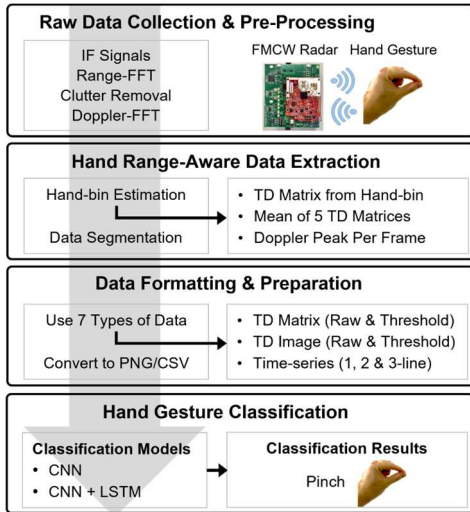 Raw Data Collection & Pre-Processing
IF Signals
Range-FFT
Clutter Removal
Doppler-FFT
FMCW Radar
Hand Gesture
Hand Range-Aware Data Extraction
Hand-bin Estimation
Data Segmentation
• TD Matrix from Hand-bin
• Mean of 5 TD Matrices
• Doppler Peak Per Frame
Data Formatting & Preparation
Use 7 Types of Data
Convert to PNG/CSV
• TD Matrix (Raw & Threshold)
• TD Image (Raw & Threshold)
• Time-series (1, 2 & 3-line)
Hand Gesture Classification
Classification Models
• CNN
• CNN + LSTM
Classification Results
Pinch